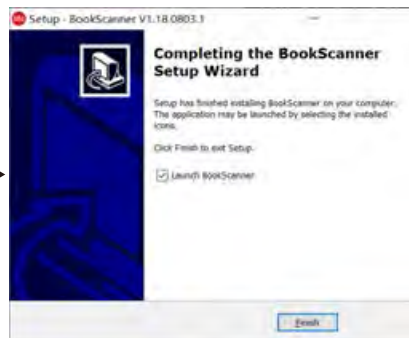 Setup - BookScanner V1.18.0803.1
Completing the BookScanner
Setup Wizard
Setup has finished installing BookScanner on your computer.
The application may be launched by selecting the installed
icons.
Click Finish to exit Setup.
Launch BookScanner
Finish